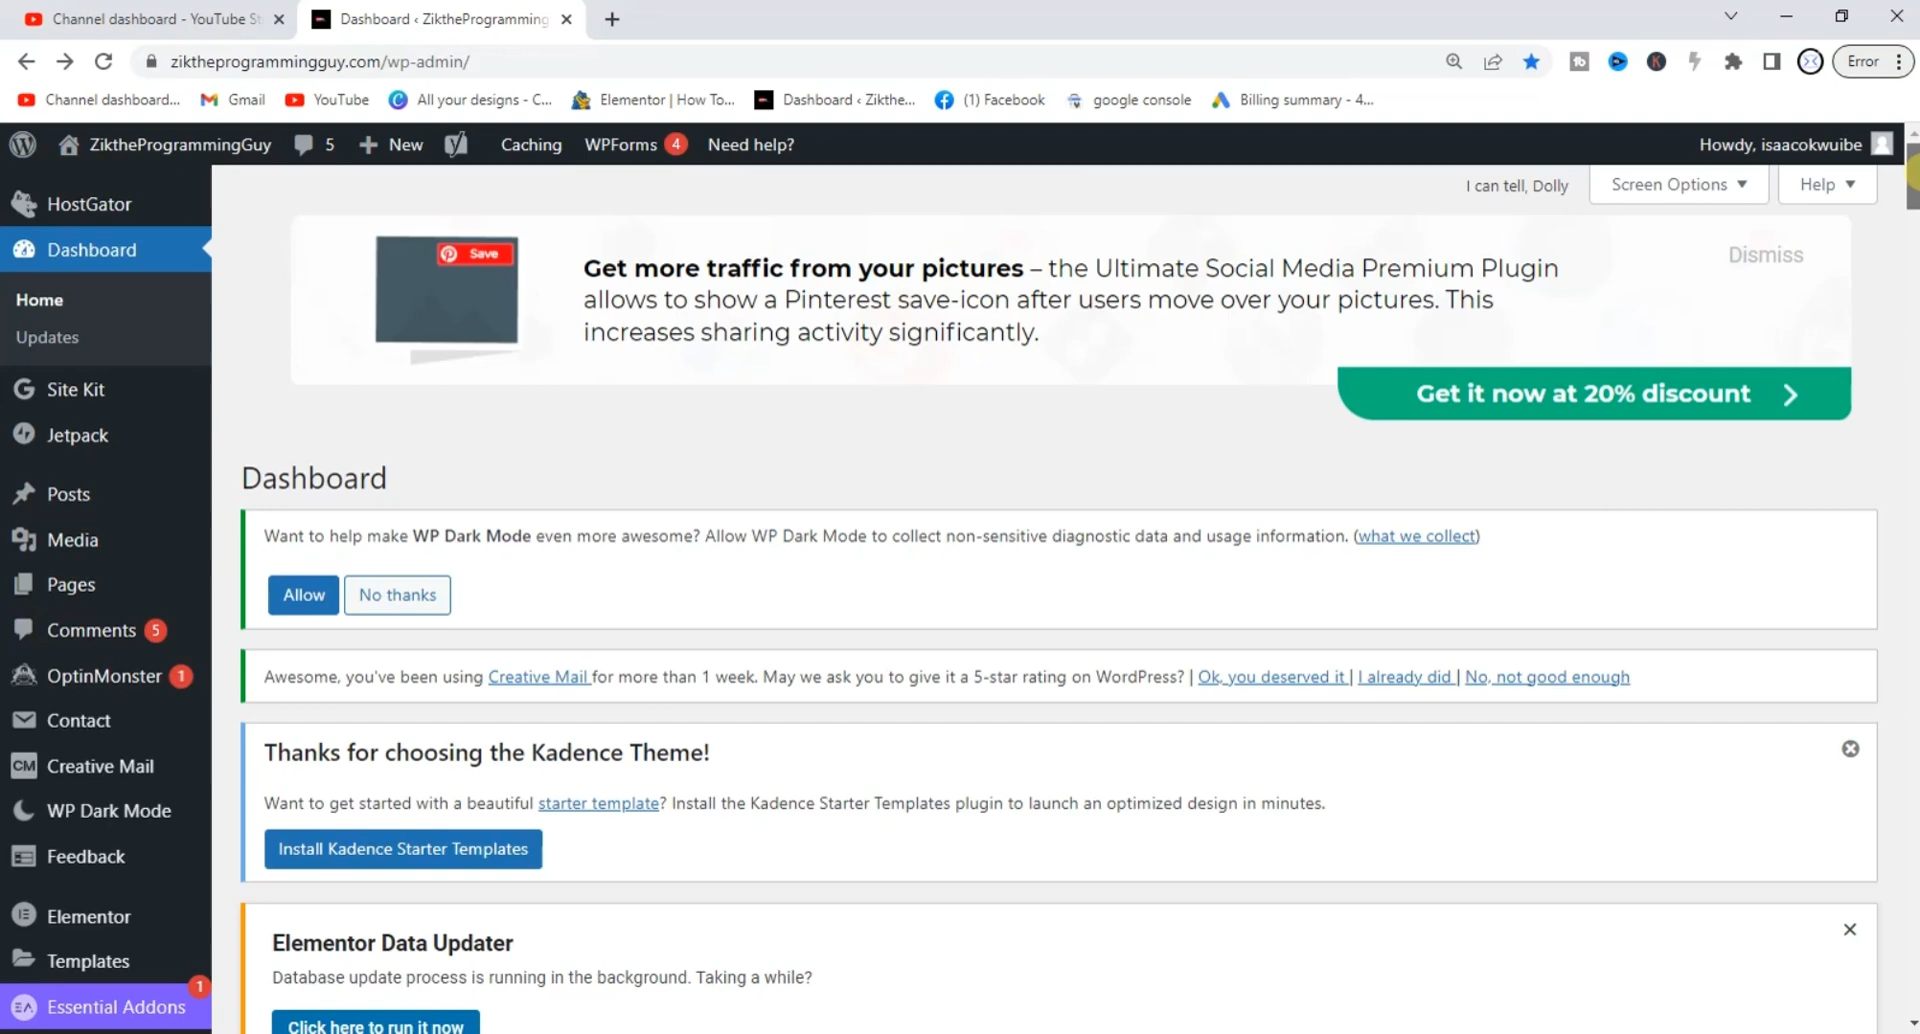 Channel dashboard - YouTube St
Dashboard ‹ ZiktheProgramming
ziktheprogrammingguy.com/wp-admin/
Error
Channel dashboard...
Gmail
YouTube
All your designs - C...
Elementor | How To...
Dashboard ‹ Zikthe...
(1) Facebook
google console
Billing summary - 4...
ZiktheProgrammingGuy
5
New
Caching
WPForms 4
Need help?
Howdy, isaacokwuibe
I can tell, Dolly
Screen Options ▼
Help ▼
HostGator
Dashboard
Home
Updates
Site Kit
Jetpack
Posts
Media
Pages
Comments 5
OptinMonster 1
Contact
CM Creative Mail
WP Dark Mode
Feedback
Elementor
Templates
EA Essential Addons 1
Save
Get more traffic from your pictures – the Ultimate Social Media Premium Plugin
allows to show a Pinterest save-icon after users move over your pictures. This
increases sharing activity significantly.
Dismiss
Get it now at 20% discount
Dashboard
Want to help make WP Dark Mode even more awesome? Allow WP Dark Mode to collect non-sensitive diagnostic data and usage information. (what we collect)
Allow
No thanks
Awesome, you've been using Creative Mail for more than 1 week. May we ask you to give it a 5-star rating on WordPress? | Ok, you deserved it | I already did | No, not good enough
Thanks for choosing the Kadence Theme!
Want to get started with a beautiful starter template? Install the Kadence Starter Templates plugin to launch an optimized design in minutes.
Install Kadence Starter Templates
Elementor Data Updater
Database update process is running in the background. Taking a while?
Click here to run it now